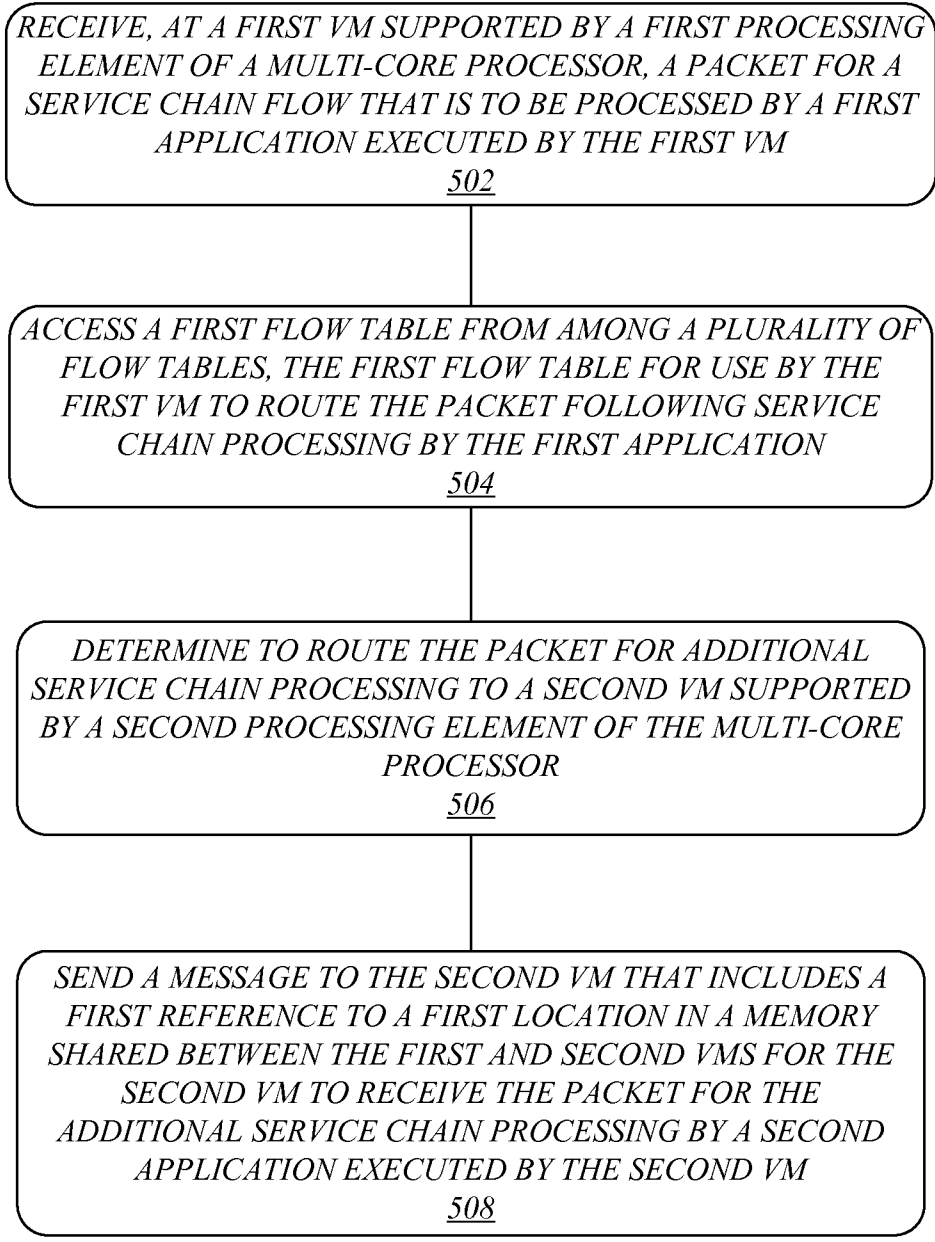 RECEIVE, AT A FIRST VM SUPPORTED BY A FIRST PROCESSING
ELEMENT OF A MULTI-CORE PROCESSOR, A PACKET FOR A
SERVICE CHAIN FLOW THAT IS TO BE PROCESSED BY A FIRST
APPLICATION EXECUTED BY THE FIRST VM
502
ACCESS A FIRST FLOW TABLE FROM AMONG A PLURALITY OF
FLOW TABLES, THE FIRST FLOW TABLE FOR USE BY THE
FIRST VM TO ROUTE THE PACKET FOLLOWING SERVICE
CHAIN PROCESSING BY THE FIRST APPLICATION
504
DETERMINE TO ROUTE THE PACKET FOR ADDITIONAL
SERVICE CHAIN PROCESSING TO A SECOND VM SUPPORTED
BY A SECOND PROCESSING ELEMENT OF THE MULTI-CORE
PROCESSOR
506
SEND A MESSAGE TO THE SECOND VM THAT INCLUDES A
FIRST REFERENCE TO A FIRST LOCATION IN A MEMORY
SHARED BETWEEN THE FIRST AND SECOND VMS FOR THE
SECOND VM TO RECEIVE THE PACKET FOR THE
ADDITIONAL SERVICE CHAIN PROCESSING BY A SECOND
APPLICATION EXECUTED BY THE SECOND VM
508